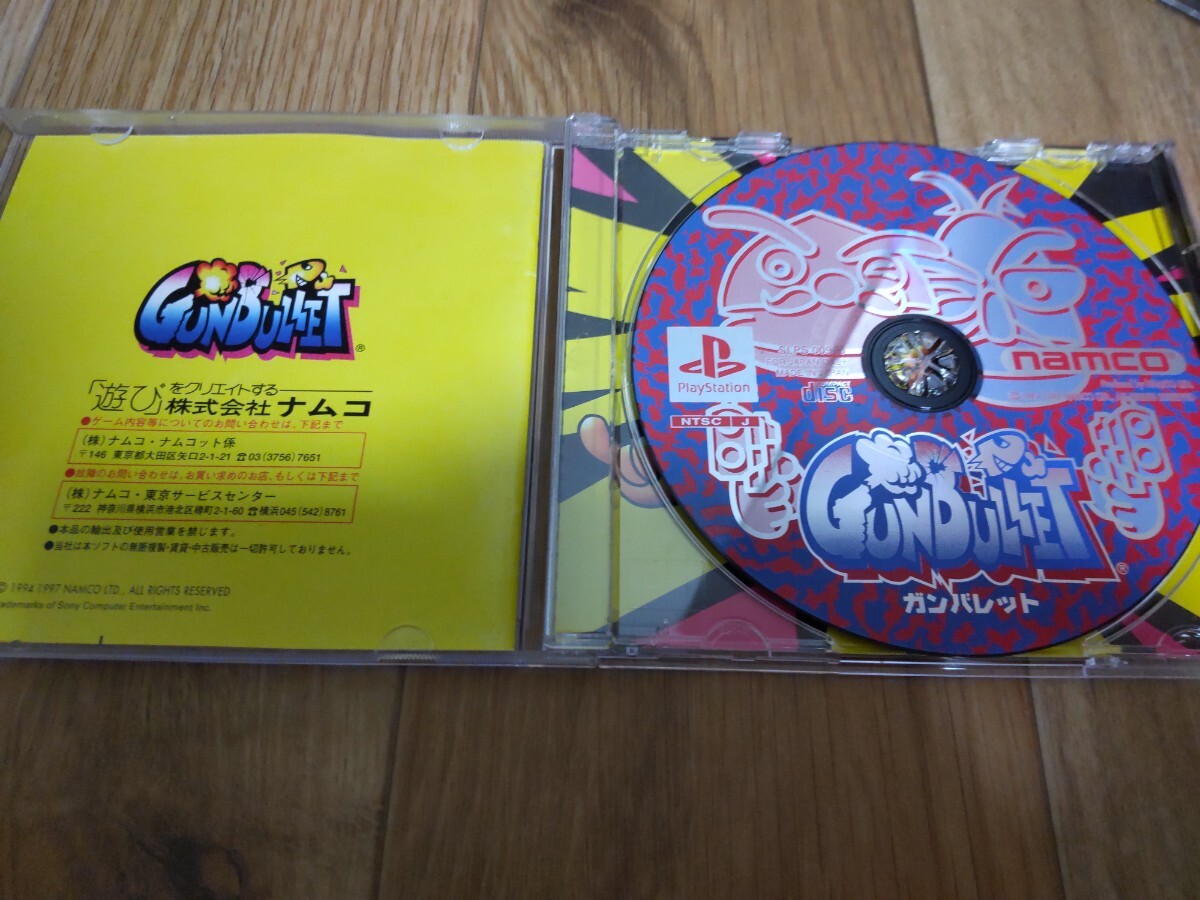 GUNBULLET
®
「遊び」をクリエイトする
株式会社 ナムコ
●ゲーム内容等についてのお問い合わせは、下記まで
(株)ナムコ・ナムコット係
〒146 東京都大田区矢口2-1-21 ☎03(3756)7651
●故障のお問い合わせは、お買い求めのお店、もしくは下記まで
(株)ナムコ・東京サービスセンター
〒222 神奈川県横浜市港北区樽町2-1-60 ☎横浜045(542)8761
●本品の輸出及び使用営業を禁じます。
●当社は本ソフトの無断複製・賃貸・中古販売は一切許可しておりません。
© 1994 1997 NAMCO LTD., ALL RIGHTS RESERVED
trademarks of Sony Computer Entertainment Inc.
namco
PlayStation
MADE IN JAPAN
COMPACT
disc
NTSC J
GUNBULLET
®
ガンバレット